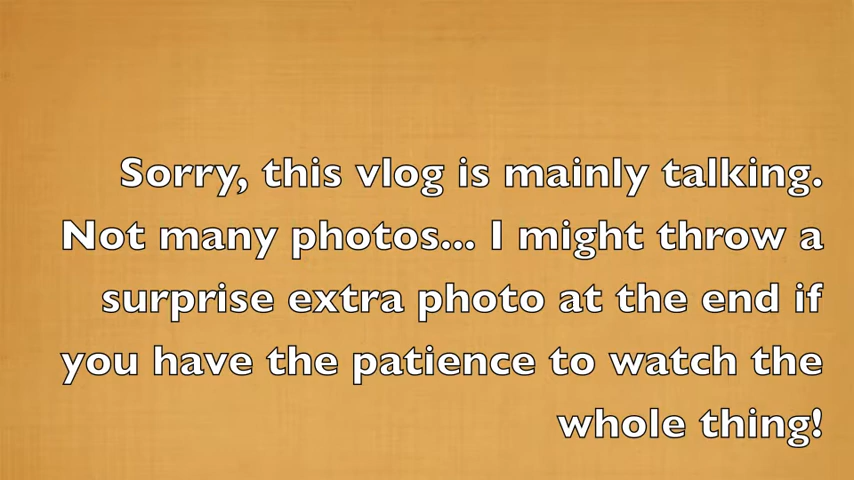 Sorry, this vlog is mainly talking.
Not many photos... I might throw a
surprise extra photo at the end if
you have the patience to watch the
whole thing!